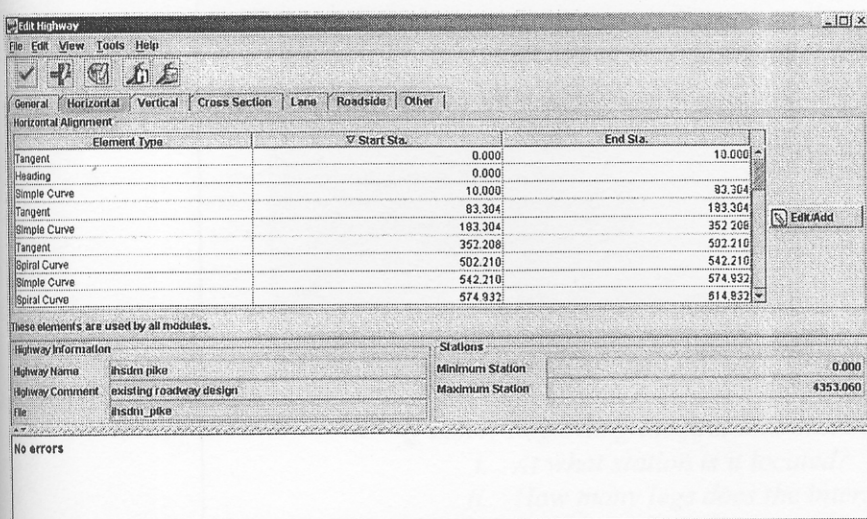 Edit Highway
File Edit View Tools Help
General Horizontal Vertical Cross Section Lane Roadside Other
Horizontal Alignment
Element Type ▽ Start Sta. End Sta.
Tangent 0.000 10.000
Heading 0.000
Simple Curve 10.000 83.304
Tangent 83.304 183.304
Simple Curve 183.304 352.208
Tangent 352.208 502.210
Spiral Curve 502.210 542.210
Simple Curve 542.210 574.932
Spiral Curve 574.932 614.932
Edit/Add
These elements are used by all modules.
Highway Information Stations
Highway Name ihsdm pike Minimum Station 0.000
Highway Comment existing roadway design Maximum Station 4353.060
File ihsdm_pike
No errors